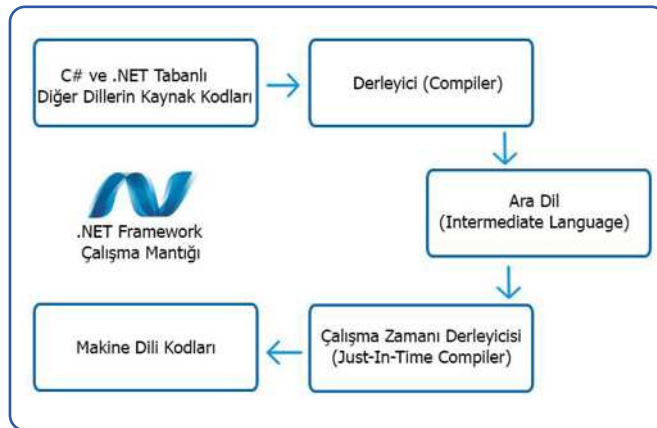 C# ve .NET Tabanlı
Diğer Dillerin Kaynak Kodları
Derleyici (Compiler)
Ara Dil
(Intermediate Language)
.NET Framework
Çalışma Mantığı
Makine Dili Kodları
Çalışma Zamanı Derleyicisi
(Just-In-Time Compiler)